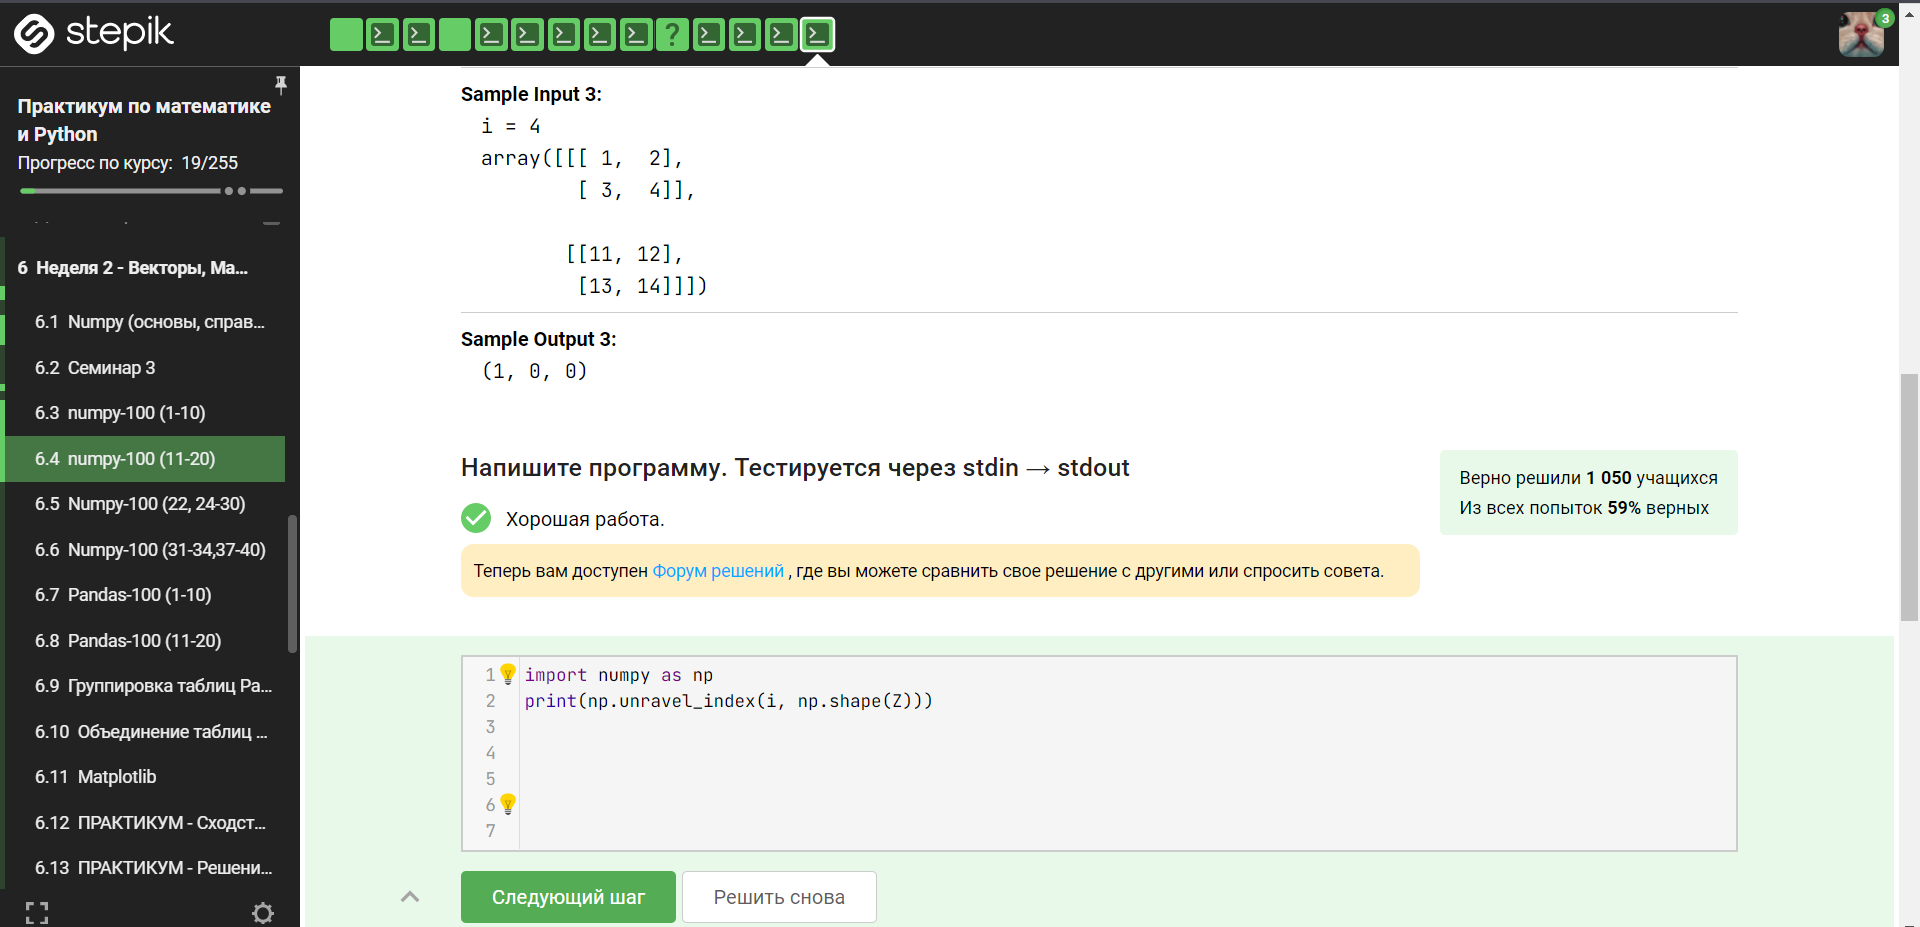 stepik
3
Практикум по математике
и Python
Прогресс по курсу: 19/255
6 Неделя 2 - Векторы, Ма...
6.1 Numpy (основы, справ...
6.2 Семинар 3
6.3 numpy-100 (1-10)
6.4 numpy-100 (11-20)
6.5 Numpy-100 (22, 24-30)
6.6 Numpy-100 (31-34,37-40)
6.7 Pandas-100 (1-10)
6.8 Pandas-100 (11-20)
6.9 Группировка таблиц Pa...
6.10 Объединение таблиц ...
6.11 Matplotlib
6.12 ПРАКТИКУМ - Сходст...
6.13 ПРАКТИКУМ - Решени...
Sample Input 3:
i = 4
array([[[ 1,  2],
[ 3,  4]],
[[11, 12],
[13, 14]]])
Sample Output 3:
(1, 0, 0)
Напишите программу. Тестируется через stdin → stdout
Верно решили 1 050 учащихся
Из всех попыток 59% верных
Хорошая работа.
Теперь вам доступен Форум решений , где вы можете сравнить свое решение с другими или спросить совета.
1 import numpy as np
2 print(np.unravel_index(i, np.shape(Z)))
3
4
5
6
7
Следующий шаг
Решить снова